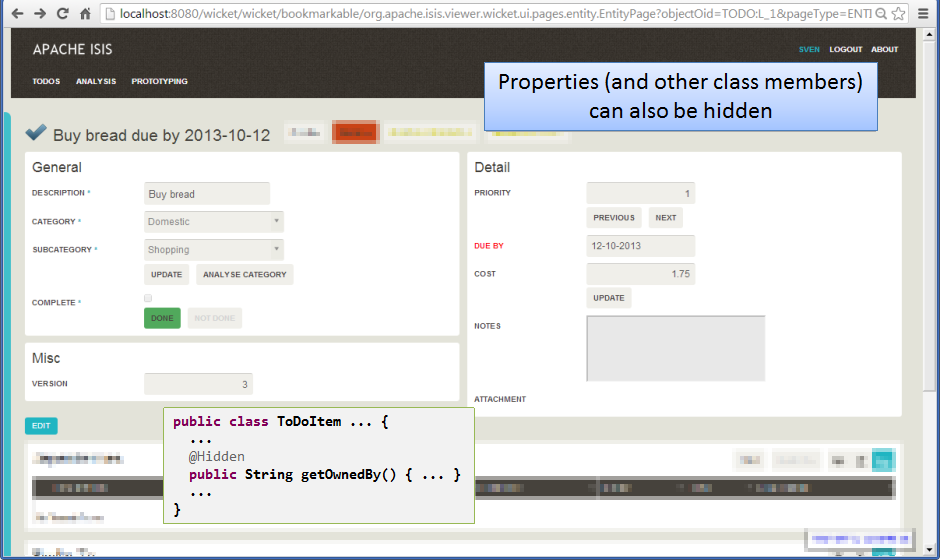 localhost:8080/wicket/wicket/bookmarkable/org.apache.isis.viewer.wicket.ui.pages.entity.EntityPage?objectOid=TODO:L_1&pageType=ENTI
APACHE ISIS
SVEN LOGOUT ABOUT
TODOS ANALYSIS PROTOTYPING
Properties (and other class members)
can also be hidden
Buy bread due by 2013-10-12
General
DESCRIPTION *
Buy bread
CATEGORY *
Domestic
SUBCATEGORY *
Shopping
UPDATE ANALYSE CATEGORY
COMPLETE *
DONE NOT DONE
Misc
VERSION
3
EDIT
Detail
PRIORITY
1
PREVIOUS NEXT
DUE BY
12-10-2013
COST
1.75
UPDATE
NOTES
ATTACHMENT
public class ToDoItem ... {
...
@Hidden
public String getOwnedBy() { ... }
...
}